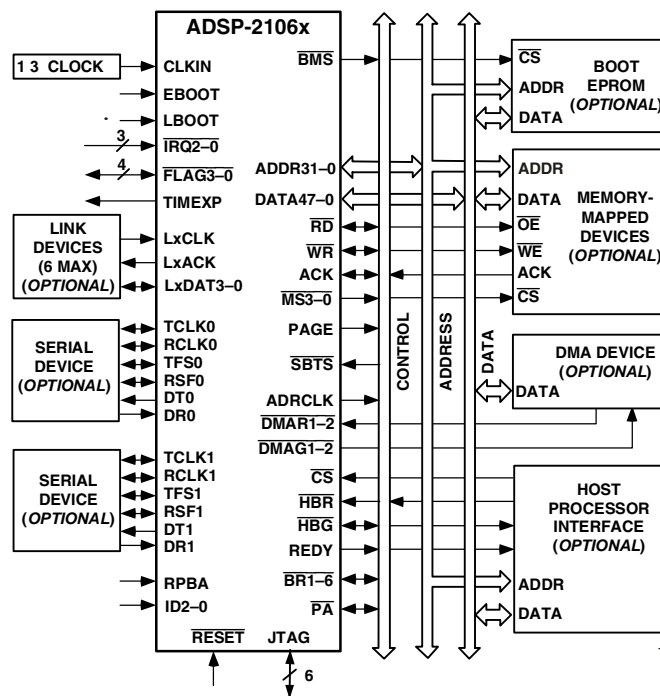 ADSP-2106x
1 3 CLOCK
CLKIN
EBOOT
LBOOT
3
IRQ2–0
4
FLAG3–0
TIMEXP
LINK
DEVICES
(6 MAX)
(OPTIONAL)
LxCLK
LxACK
LxDAT3–0
SERIAL
DEVICE
(OPTIONAL)
TCLK0
RCLK0
TFS0
RSF0
DT0
DR0
SERIAL
DEVICE
(OPTIONAL)
TCLK1
RCLK1
TFS1
RSF1
DT1
DR1
RPBA
ID2–0
RESET
JTAG
6
BMS
ADDR31–0
DATA47–0
RD
WR
ACK
MS3–0
PAGE
SBTS
ADRCLK
DMAR1–2
DMAG1–2
CS
HBR
HBG
REDY
BR1–6
PA
CONTROL
ADDRESS
DATA
CS
ADDR
DATA
BOOT
EPROM
(OPTIONAL)
ADDR
DATA
OE
WE
ACK
CS
MEMORY-
MAPPED
DEVICES
(OPTIONAL)
DMA DEVICE
(OPTIONAL)
DATA
HOST
PROCESSOR
INTERFACE
(OPTIONAL)
ADDR
DATA